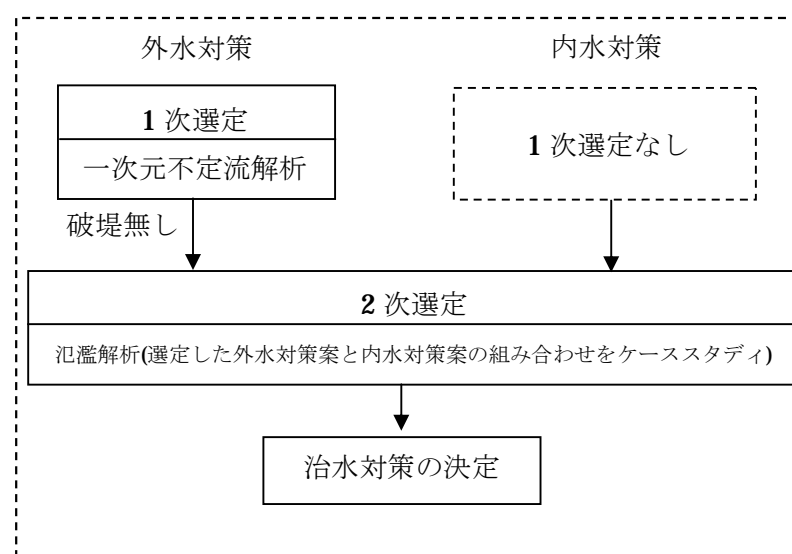 外水対策
内水対策
1 次選定
一次元不定流解析
1 次選定なし
破堤無し
2 次選定
氾濫解析(選定した外水対策案と内水対策案の組み合わせをケーススタディ)
治水対策の決定